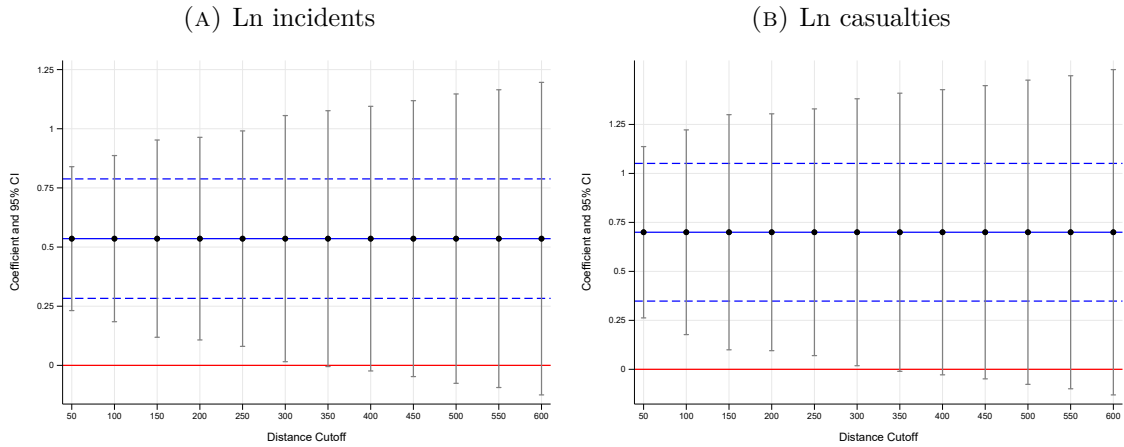 (A) Ln incidents
(B) Ln casualties
1.25
1
0.75
0.5
0.25
0
Coefficient and 95% CI
50 100 150 200 250 300 350 400 450 500 550 600
Distance Cutoff
1.25
1
0.75
0.5
0.25
0
Coefficient and 95% CI
50 100 150 200 250 300 350 400 450 500 550 600
Distance Cutoff